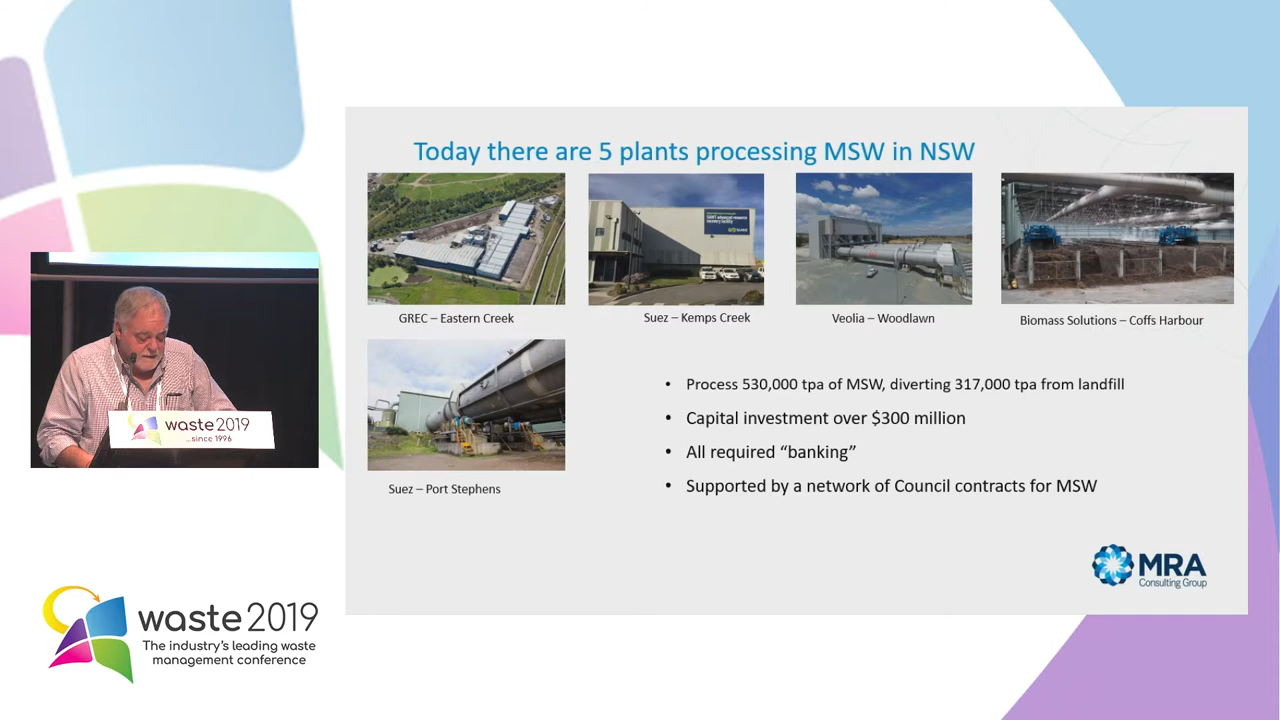 Today there are 5 plants processing MSW in NSW
GREC – Eastern Creek
Suez – Kemps Creek
Veolia – Woodlawn
Biomass Solutions – Coffs Harbour
Suez – Port Stephens
• Process 530,000 tpa of MSW, diverting 317,000 tpa from landfill
• Capital investment over $300 million
• All required “banking”
• Supported by a network of Council contracts for MSW
MRA
Consulting Group
waste 2019
...since 1996
waste 2019
The industry's leading waste
management conference